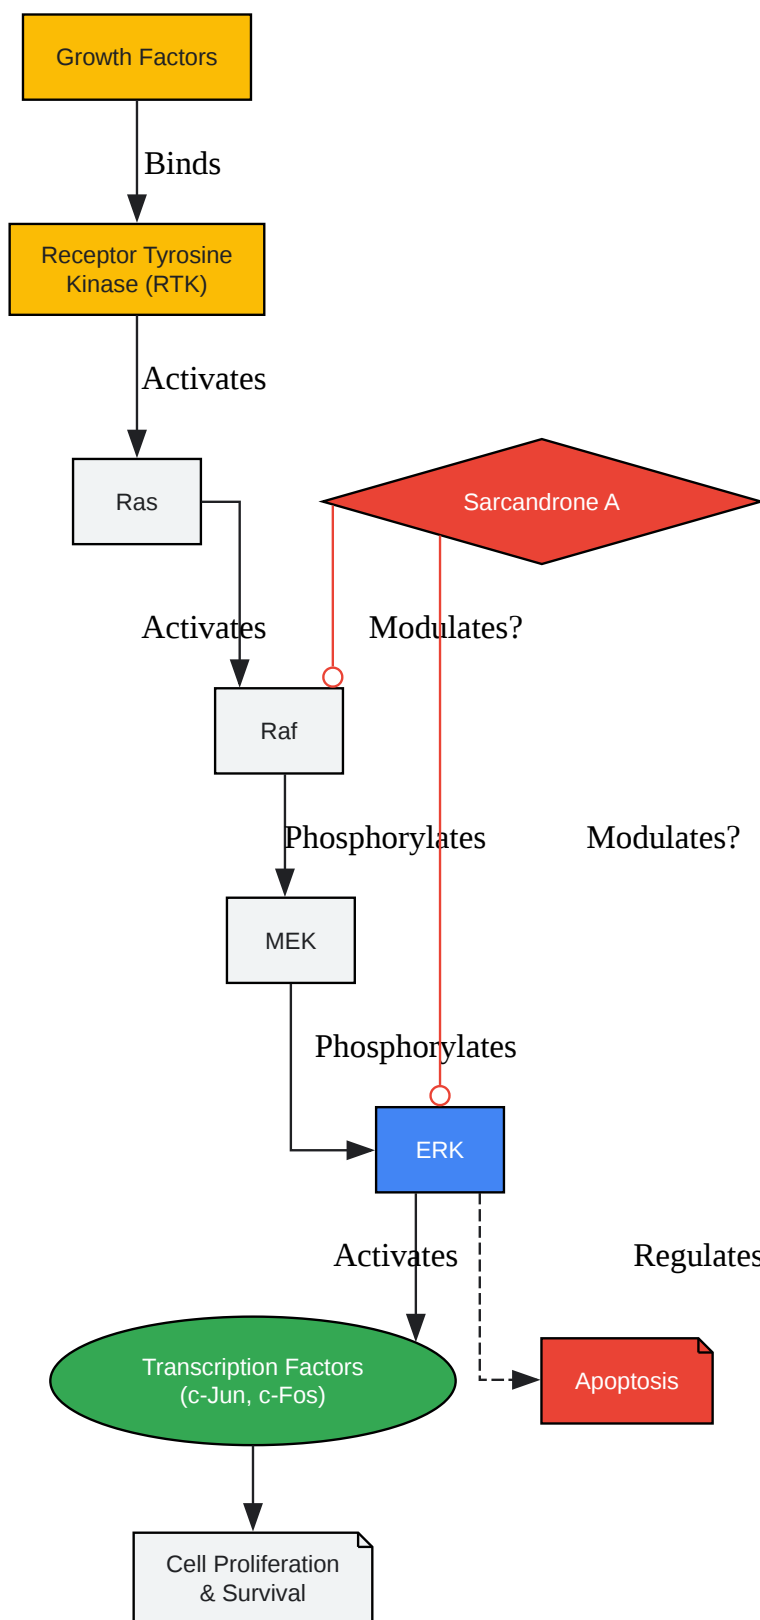 Growth Factors
Binds
Receptor Tyrosine
Kinase (RTK)
Activates
Ras
Sarcandrone A
Activates
Modulates?
Raf
Phosphorylates
Modulates?
MEK
Phosphorylates
ERK
Activates
Regulates
Transcription Factors
(c-Jun, c-Fos)
Apoptosis
Cell Proliferation
& Survival